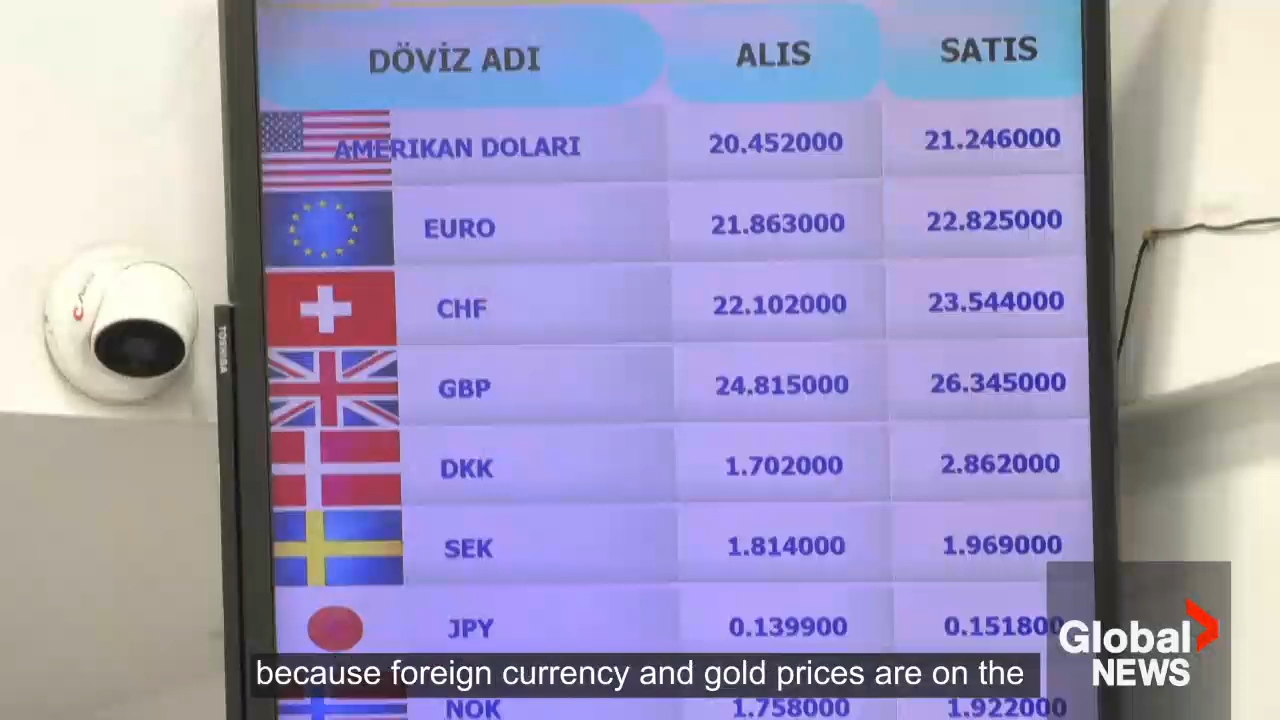 DÖVİZ ADI ALIS SATIS
AMERIKAN DOLARI 20.452000 21.246000
EURO 21.863000 22.825000
CHF 22.102000 23.544000
GBP 24.815000 26.345000
DKK 1.702000 2.862000
SEK 1.814000 1.969000
JPY 0.139900 0.151800
NOK 1.758000 1.922000
TOSHIBA
because foreign currency and gold prices are on the
Global
NEWS